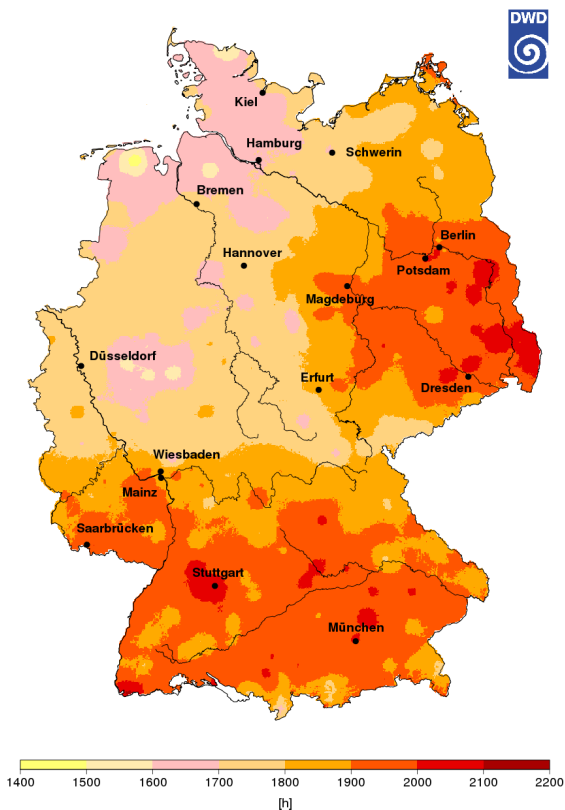 DWD
Kiel
Hamburg
Schwerin
Bremen
Berlin
Hannover
Potsdam
Magdeburg
Düsseldorf
Erfurt
Dresden
Wiesbaden
Mainz
Saarbrücken
Stuttgart
München
1400 1500 1600 1700 1800 1900 2000 2100 2200
[h]